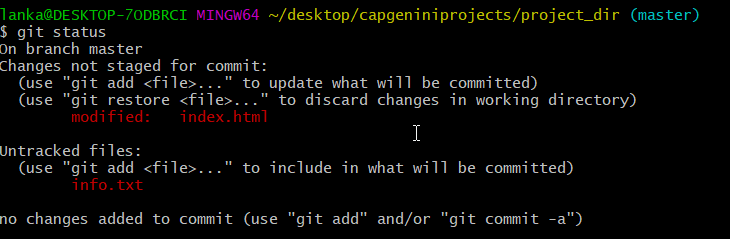 lanka@DESKTOP-7ODBRCI MINGW64 ~/desktop/capgeniniprojects/project_dir (master)
$ git status
On branch master
Changes not staged for commit:
  (use "git add <file>..." to update what will be committed)
  (use "git restore <file>..." to discard changes in working directory)
        modified:   index.html

Untracked files:
  (use "git add <file>..." to include in what will be committed)
        info.txt

no changes added to commit (use "git add" and/or "git commit -a")